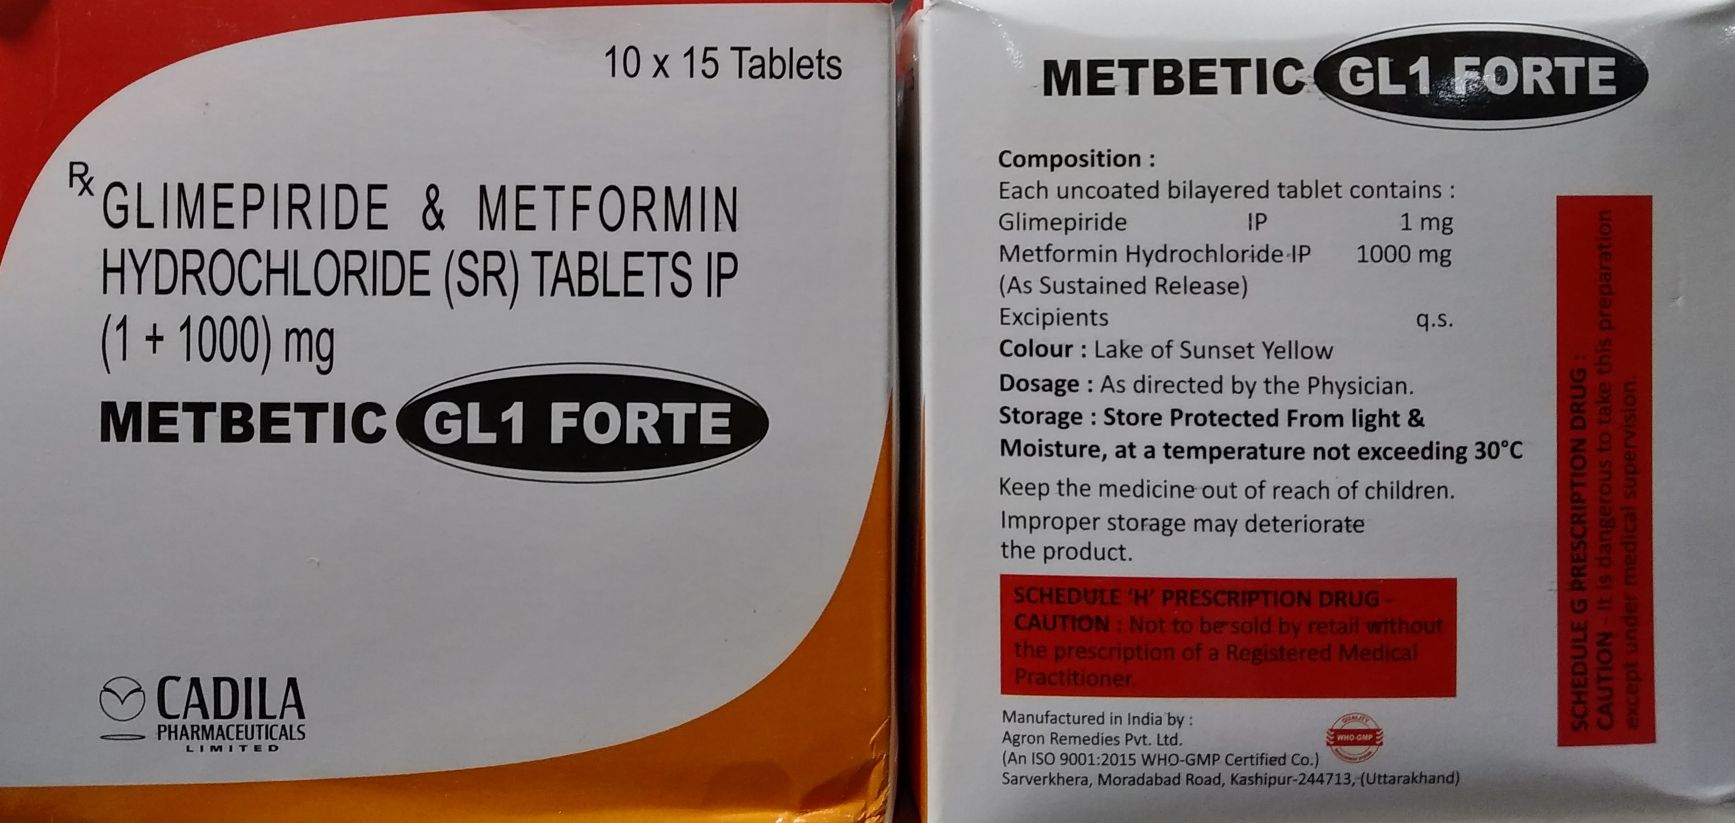 10 x 15 Tablets
Rx GLIMEPIRIDE & METFORMIN
HYDROCHLORIDE (SR) TABLETS IP
(1 + 1000) mg
METBETIC GL1 FORTE
CADILA
PHARMACEUTICALS
LIMITED
METBETIC GL1 FORTE
Composition :
Each uncoated bilayered tablet contains :
Glimepiride IP 1 mg
Metformin Hydrochloride IP 1000 mg
(As Sustained Release)
Excipients q.s.
Colour : Lake of Sunset Yellow
Dosage : As directed by the Physician.
Storage : Store Protected From light &
Moisture, at a temperature not exceeding 30°C
Keep the medicine out of reach of children.
Improper storage may deteriorate
the product.
SCHEDULE 'H' PRESCRIPTION DRUG -
CAUTION : Not to be sold by retail without
the prescription of a Registered Medical
Practitioner.
Manufactured in India by :
Agron Remedies Pvt. Ltd.
(An ISO 9001:2015 WHO-GMP Certified Co.)
Sarverkhera, Moradabad Road, Kashipur-244713, (Uttarakhand)
QUALITY
WHO-GMP
SCHEDULE G PRESCRIPTION DRUG :
CAUTION - It is dangerous to take this preparation
except under medical supervision.